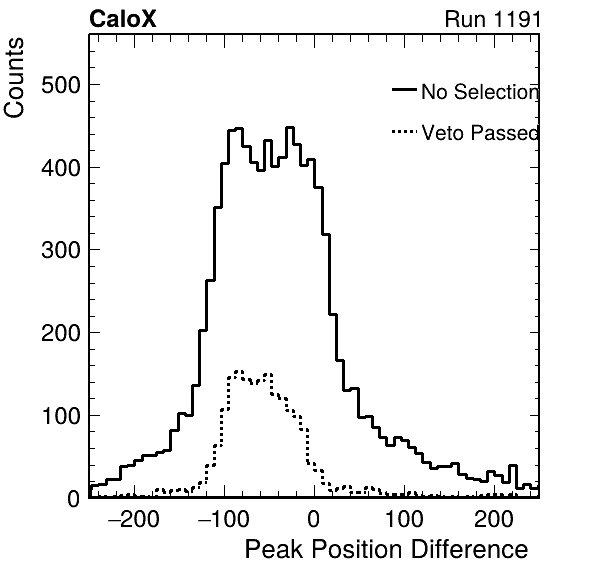 CaloX Run 1191
Counts
500
400
300
200
100
0
No Selection
Veto Passed
−200 −100 0 100 200
Peak Position Difference